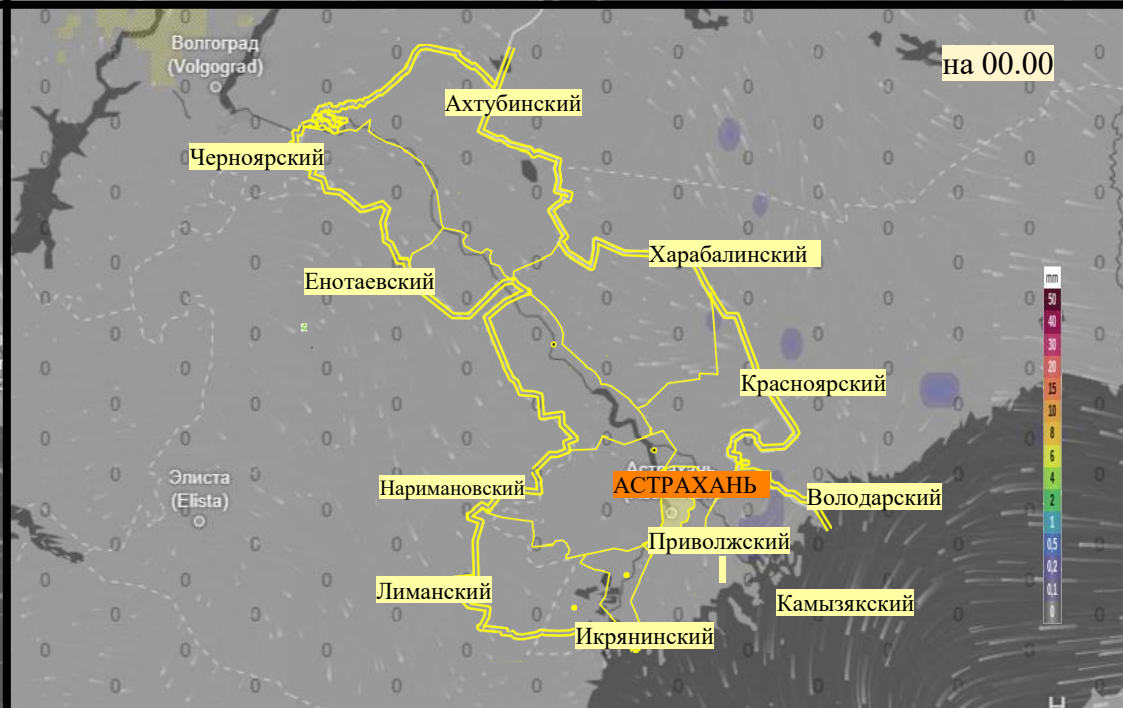 Волгоград
(Volgograd)
на 00.00
Ахтубинский
Черноярский
Харабалинский
Енотаевский
mm
50
40
30
20
15
10
8
6
4
2
1
0,5
0,2
0,1
0
Красноярский
Элиста
(Elista)
Наримановский
Астрахань
АСТРАХАНЬ
Володарский
Приволжский
Лиманский
Камызякский
Икрянинский
H